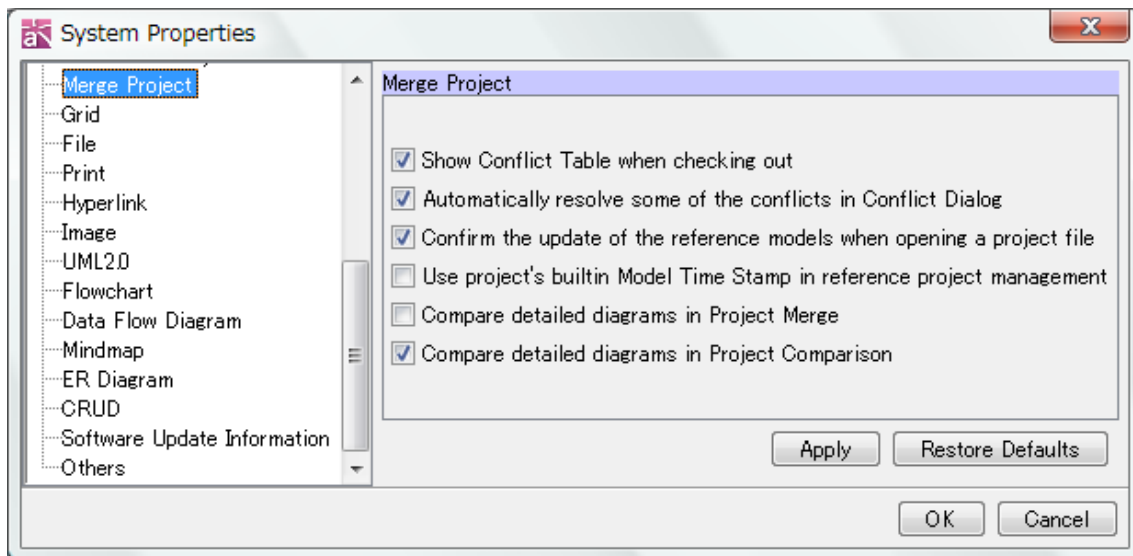 System Properties
Merge Project
Grid
File
Print
Hyperlink
Image
UML2.0
Flowchart
Data Flow Diagram
Mindmap
ER Diagram
CRUD
Software Update Information
Others
Merge Project
Show Conflict Table when checking out
Automatically resolve some of the conflicts in Conflict Dialog
Confirm the update of the reference models when opening a project file
Use project's builtin Model Time Stamp in reference project management
Compare detailed diagrams in Project Merge
Compare detailed diagrams in Project Comparison
Apply Restore Defaults
OK Cancel